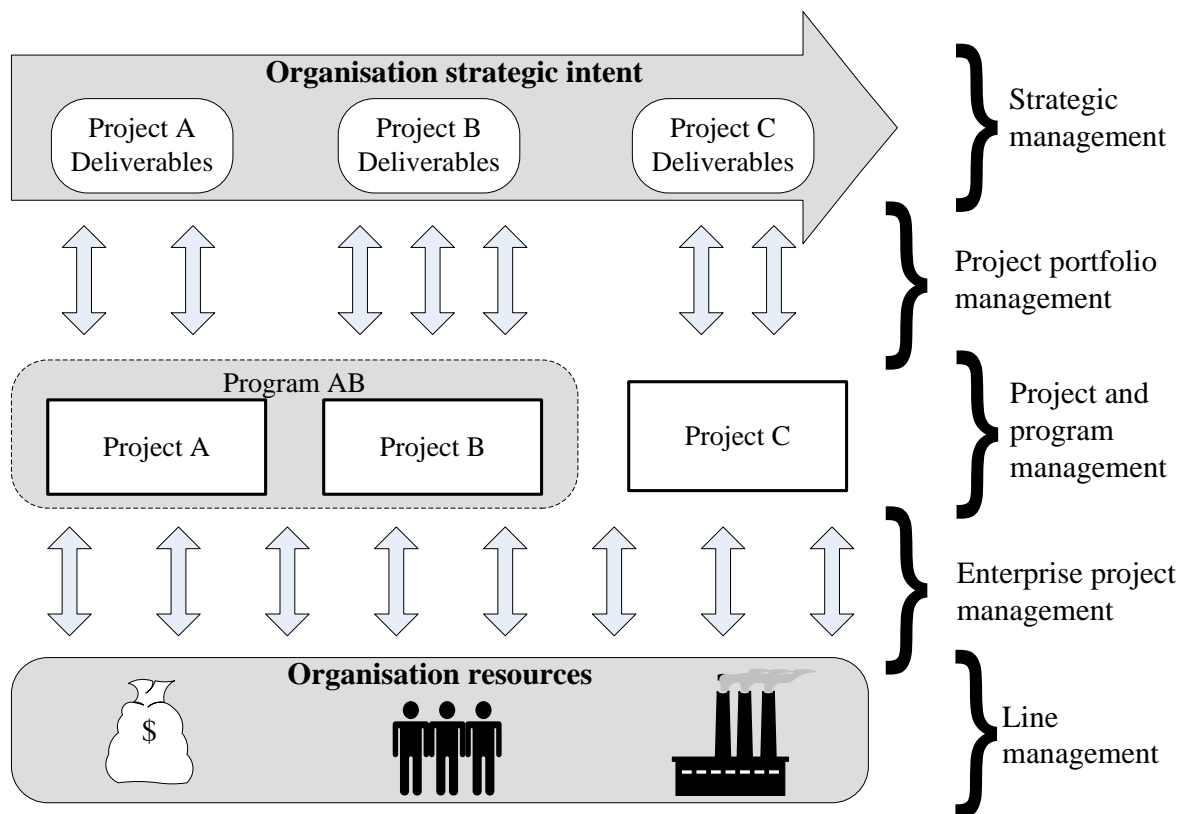 Organisation strategic intent
Project A
Deliverables
Project B
Deliverables
Project C
Deliverables
Strategic
management
Project portfolio
management
Program AB
Project A
Project B
Project C
Project and
program
management
Enterprise project
management
Organisation resources
$
Line
management